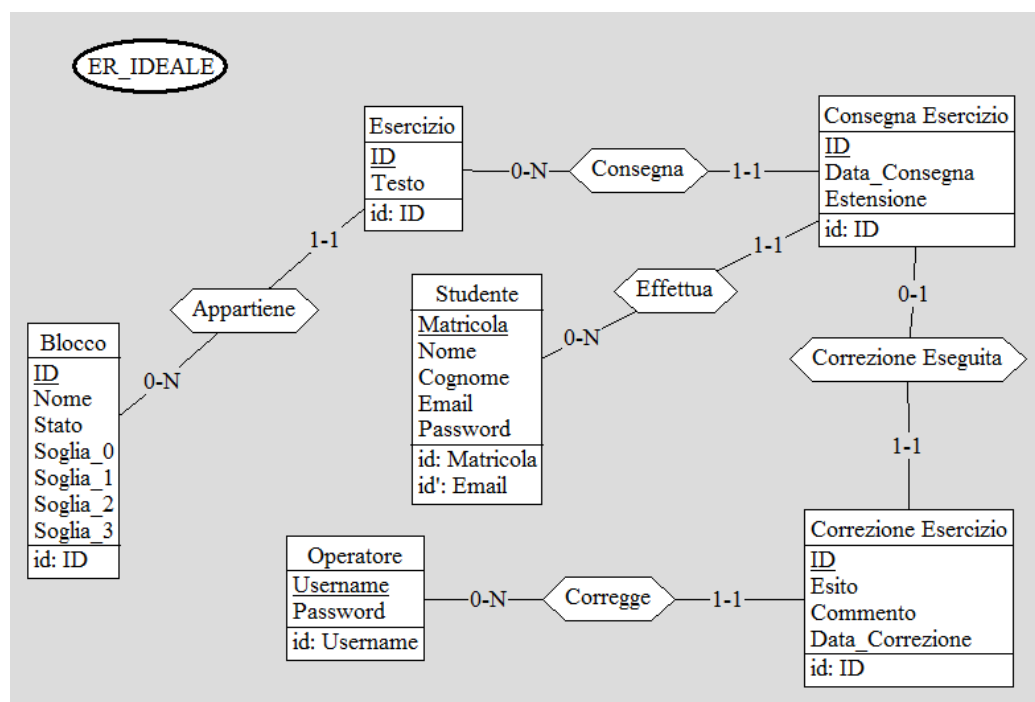 ER_IDEALE
Esercizio
ID
Testo
id: ID
0-N
Consegna
1-1
Consegna Esercizio
ID
Data_Consegna
Estensione
id: ID
1-1
Appartiene
0-N
Blocco
ID
Nome
Stato
Soglia_0
Soglia_1
Soglia_2
Soglia_3
id: ID
Studente
Matricola
Nome
Cognome
Email
Password
id: Matricola
id': Email
0-N
Effettua
1-1
0-1
Correzione Eseguita
1-1
Operatore
Username
Password
id: Username
0-N
Corregge
1-1
Correzione Esercizio
ID
Esito
Commento
Data_Correzione
id: ID